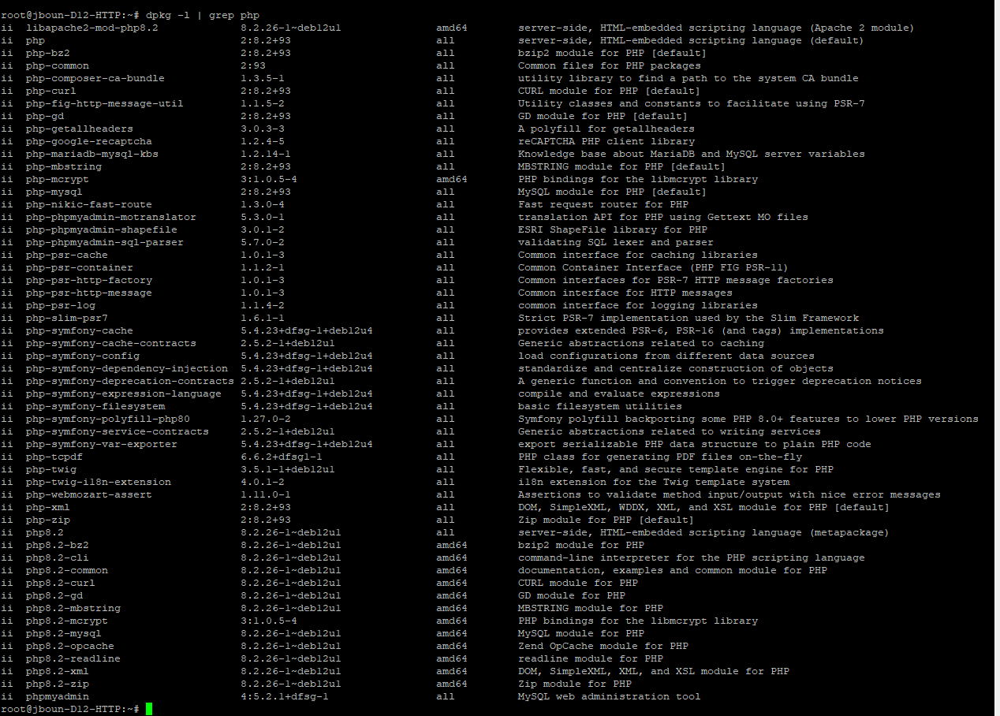 root@jboun-D12-HTTP:~# dpkg -l | grep php
ii  libapache2-mod-php8.2              8.2.26-1~deb12u1               amd64        server-side, HTML-embedded scripting language (Apache 2 module)
ii  php                                2:8.2+93                       all          server-side, HTML-embedded scripting language (default)
ii  php-bz2                            2:8.2+93                       all          bzip2 module for PHP [default]
ii  php-common                         2:93                           all          Common files for PHP packages
ii  php-composer-ca-bundle             1.3.5-1                        all          utility library to find a path to the system CA bundle
ii  php-curl                           2:8.2+93                       all          CURL module for PHP [default]
ii  php-fig-http-message-util          1.1.5-2                        all          Utility classes and constants to facilitate using PSR-7
ii  php-gd                             2:8.2+93                       all          GD module for PHP [default]
ii  php-getallheaders                  3.0.3-3                        all          A polyfill for getallheaders
ii  php-google-recaptcha               1.2.4-5                        all          reCAPTCHA PHP client library
ii  php-mariadb-mysql-kbs              1.2.14-1                       all          Knowledge base about MariaDB and MySQL server variables
ii  php-mbstring                       2:8.2+93                       all          MBSTRING module for PHP [default]
ii  php-mcrypt                         3:1.0.5-4                      amd64        PHP bindings for the libmcrypt library
ii  php-mysql                          2:8.2+93                       all          MySQL module for PHP [default]
ii  php-nikic-fast-route               1.3.0-4                        all          Fast request router for PHP
ii  php-phpmyadmin-motranslator        5.3.0-1                        all          translation API for PHP using Gettext MO files
ii  php-phpmyadmin-shapefile           3.0.1-2                        all          ESRI ShapeFile library for PHP
ii  php-phpmyadmin-sql-parser          5.7.0-2                        all          validating SQL lexer and parser
ii  php-psr-cache                      1.0.1-3                        all          Common interface for caching libraries
ii  php-psr-container                  1.1.2-1                        all          Common Container Interface (PHP FIG PSR-11)
ii  php-psr-http-factory               1.0.1-3                        all          Common interfaces for PSR-7 HTTP message factories
ii  php-psr-http-message               1.0.1-3                        all          Common interface for HTTP messages
ii  php-psr-log                        1.1.4-2                        all          common interface for logging libraries
ii  php-slim-psr7                      1.6.1-1                        all          Strict PSR-7 implementation used by the Slim Framework
ii  php-symfony-cache                  5.4.23+dfsg-1+deb12u4          all          provides extended PSR-6, PSR-16 (and tags) implementations
ii  php-symfony-cache-contracts        2.5.2-1+deb12u1                all          Generic abstractions related to caching
ii  php-symfony-config                 5.4.23+dfsg-1+deb12u4          all          load configurations from different data sources
ii  php-symfony-dependency-injection   5.4.23+dfsg-1+deb12u4          all          standardize and centralize construction of objects
ii  php-symfony-deprecation-contracts  2.5.2-1+deb12u1                all          A generic function and convention to trigger deprecation notices
ii  php-symfony-expression-language    5.4.23+dfsg-1+deb12u4          all          compile and evaluate expressions
ii  php-symfony-filesystem             5.4.23+dfsg-1+deb12u4          all          basic filesystem utilities
ii  php-symfony-polyfill-php80         1.27.0-2                       all          Symfony polyfill backporting some PHP 8.0+ features to lower PHP versions
ii  php-symfony-service-contracts      2.5.2-1+deb12u1                all          Generic abstractions related to writing services
ii  php-symfony-var-exporter           5.4.23+dfsg-1+deb12u4          all          export serializable PHP data structure to plain PHP code
ii  php-tcpdf                          6.6.2+dfsg1-1                  all          PHP class for generating PDF files on-the-fly
ii  php-twig                           3.5.1-1+deb12u1                all          Flexible, fast, and secure template engine for PHP
ii  php-twig-i18n-extension            4.0.1-2                        all          i18n extension for the Twig template system
ii  php-webmozart-assert               1.11.0-1                       all          Assertions to validate method input/output with nice error messages
ii  php-xml                            2:8.2+93                       all          DOM, SimpleXML, WDDX, XML, and XSL module for PHP [default]
ii  php-zip                            2:8.2+93                       all          Zip module for PHP [default]
ii  php8.2                             8.2.26-1~deb12u1               all          server-side, HTML-embedded scripting language (metapackage)
ii  php8.2-bz2                         8.2.26-1~deb12u1               amd64        bzip2 module for PHP
ii  php8.2-cli                         8.2.26-1~deb12u1               amd64        command-line interpreter for the PHP scripting language
ii  php8.2-common                      8.2.26-1~deb12u1               amd64        documentation, examples and common module for PHP
ii  php8.2-curl                        8.2.26-1~deb12u1               amd64        CURL module for PHP
ii  php8.2-gd                          8.2.26-1~deb12u1               amd64        GD module for PHP
ii  php8.2-mbstring                    8.2.26-1~deb12u1               amd64        MBSTRING module for PHP
ii  php8.2-mcrypt                      3:1.0.5-4                      amd64        PHP bindings for the libmcrypt library
ii  php8.2-mysql                       8.2.26-1~deb12u1               amd64        MySQL module for PHP
ii  php8.2-opcache                     8.2.26-1~deb12u1               amd64        Zend OpCache module for PHP
ii  php8.2-readline                    8.2.26-1~deb12u1               amd64        readline module for PHP
ii  php8.2-xml                         8.2.26-1~deb12u1               amd64        DOM, SimpleXML, XML, and XSL module for PHP
ii  php8.2-zip                         8.2.26-1~deb12u1               amd64        Zip module for PHP
ii  phpmyadmin                         4:5.2.1+dfsg-1                 all          MySQL web administration tool
root@jboun-D12-HTTP:~#